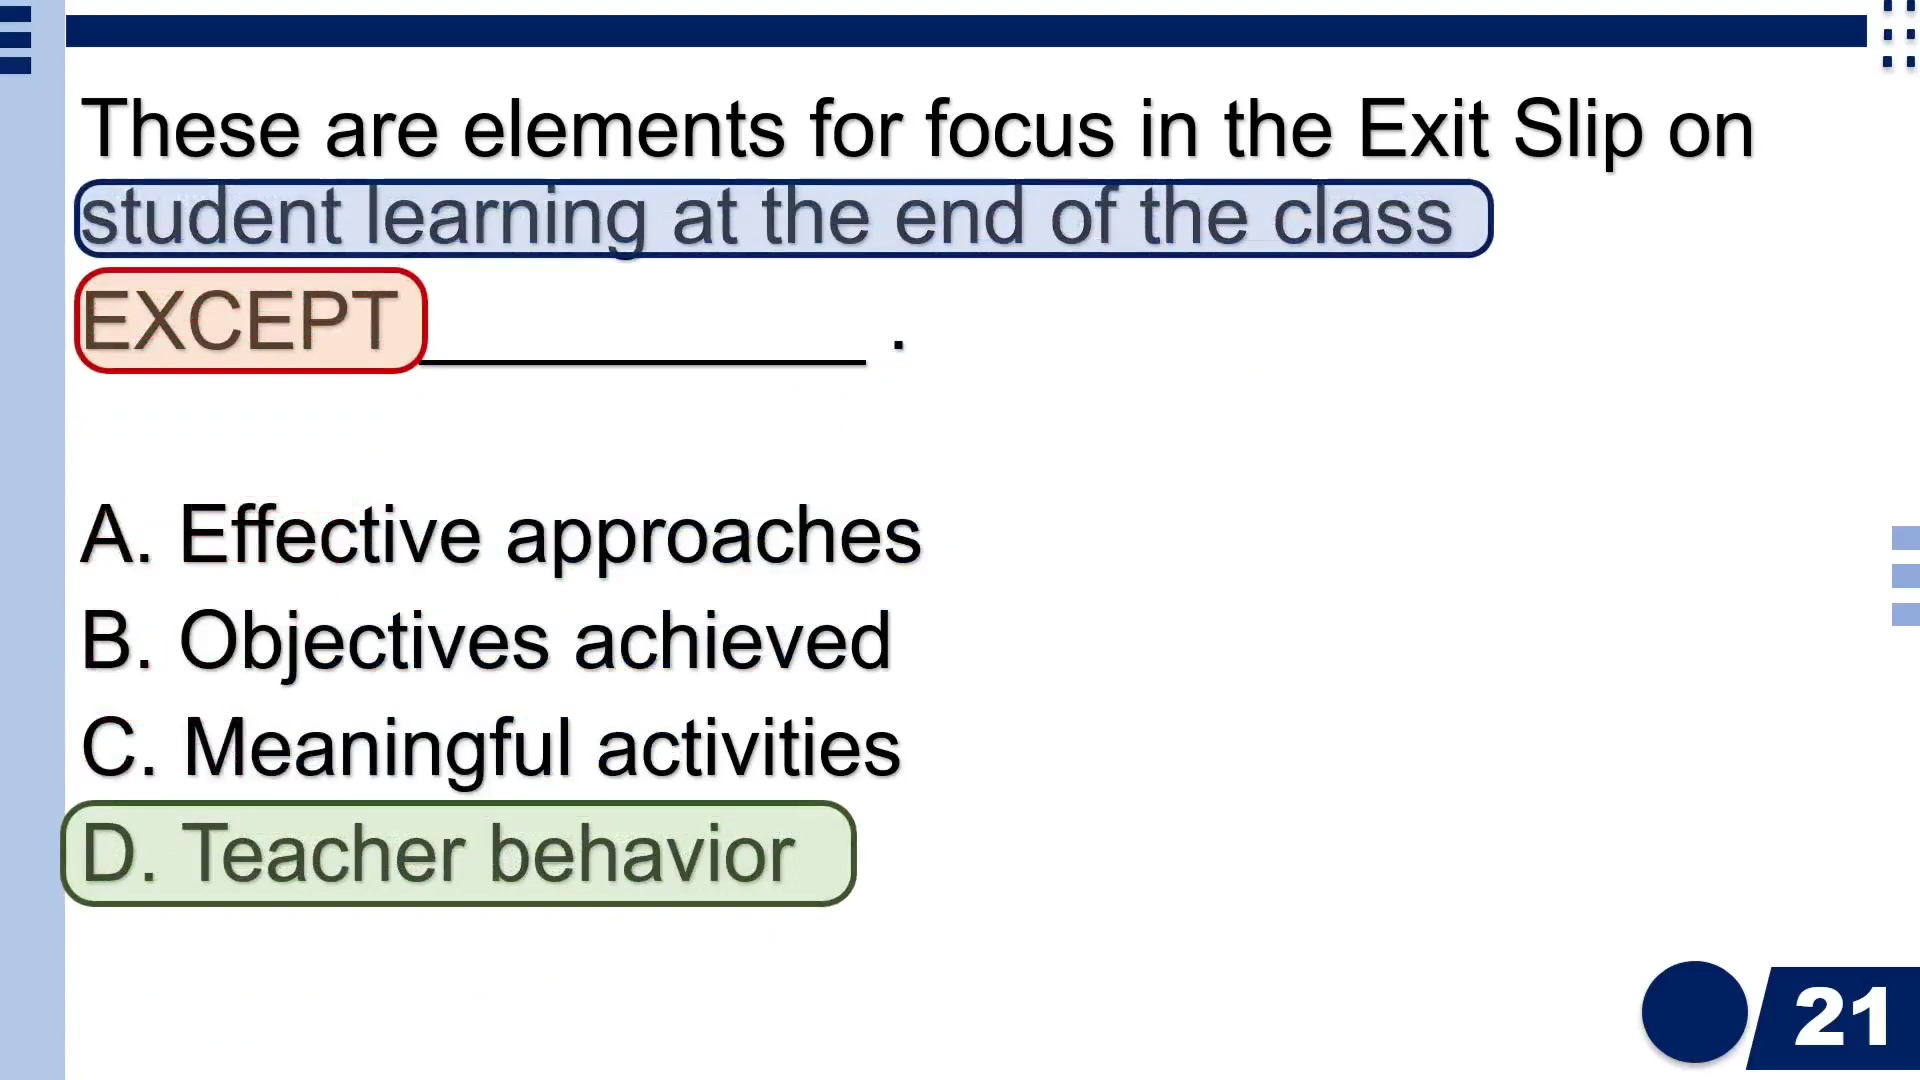 These are elements for focus in the Exit Slip on
student learning at the end of the class
EXCEPT ___________ .
A. Effective approaches
B. Objectives achieved
C. Meaningful activities
D. Teacher behavior
21